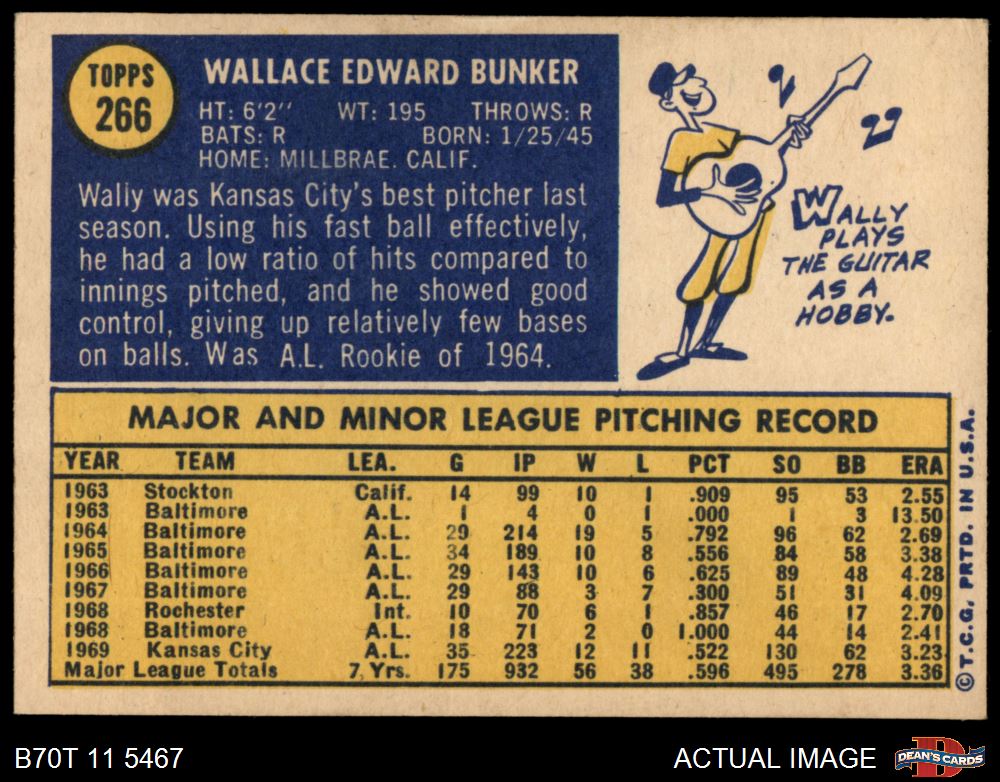 TOPPS
266
WALLACE EDWARD BUNKER
HT: 6'2'' WT: 195 THROWS: R
BATS: R BORN: 1/25/45
HOME: MILLBRAE. CALIF.
Wally was Kansas City's best pitcher last
season. Using his fast ball effectively,
he had a low ratio of hits compared to
innings pitched, and he showed good
control, giving up relatively few bases
on balls. Was A.L. Rookie of 1964.
WALLY
PLAYS
THE GUITAR
AS A
HOBBY.
MAJOR AND MINOR LEAGUE PITCHING RECORD
YEAR TEAM LEA. G IP W L PCT SO BB ERA
1963 Stockton Calif. 14 99 10 1 .909 95 53 2.55
1963 Baltimore A.L. 1 4 0 1 .000 1 3 13.50
1964 Baltimore A.L. 29 214 19 5 .792 96 62 2.69
1965 Baltimore A.L. 34 189 10 8 .556 84 58 3.38
1966 Baltimore A.L. 29 143 10 6 .625 89 48 4.28
1967 Baltimore A.L. 29 88 3 7 .300 51 31 4.09
1968 Rochester Int. 10 70 6 1 .857 46 17 2.70
1968 Baltimore A.L. 18 71 2 0 1.000 44 14 2.41
1969 Kansas City A.L. 35 223 12 11 .522 130 62 3.23
Major League Totals 7 Yrs. 175 932 56 38 .596 495 278 3.36
©T.C.G. PRTD. IN U.S.A.
B70T 11 5467
ACTUAL IMAGE
D
DEAN'S CARDS